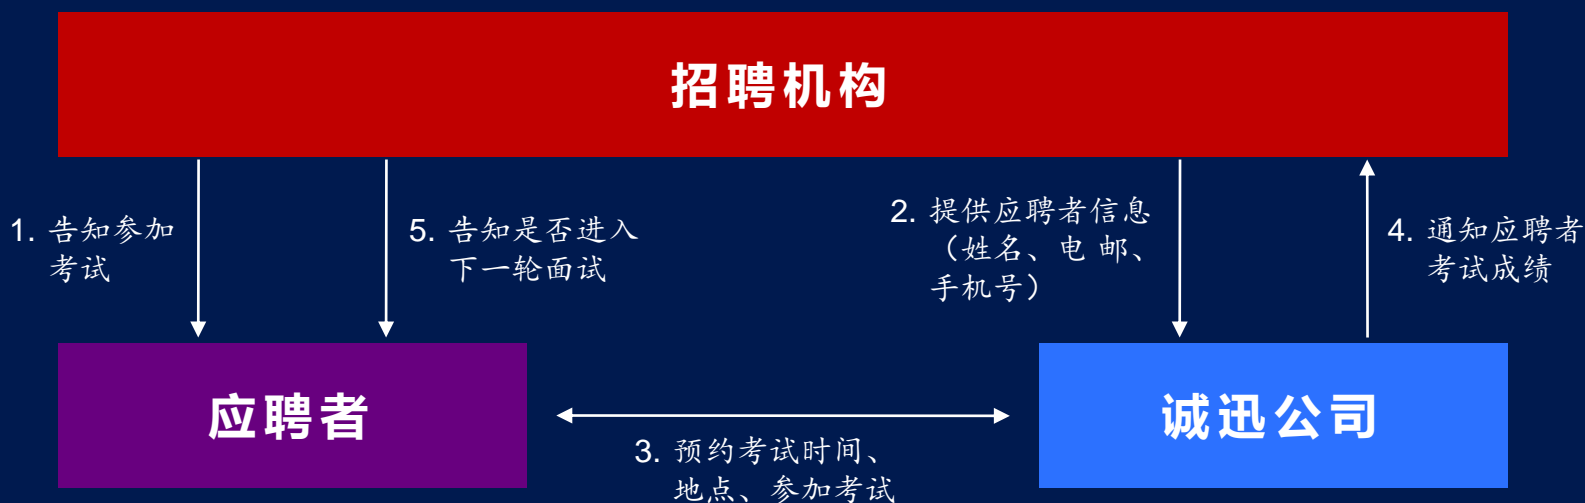 招聘机构
1. 告知参加
考试
5. 告知是否进入
下一轮面试
2. 提供应聘者信息
（姓名、电 邮、
手机号）
4. 通知应聘者
考试成绩
应聘者
诚迅公司
3. 预约考试时间、
地点、参加考试